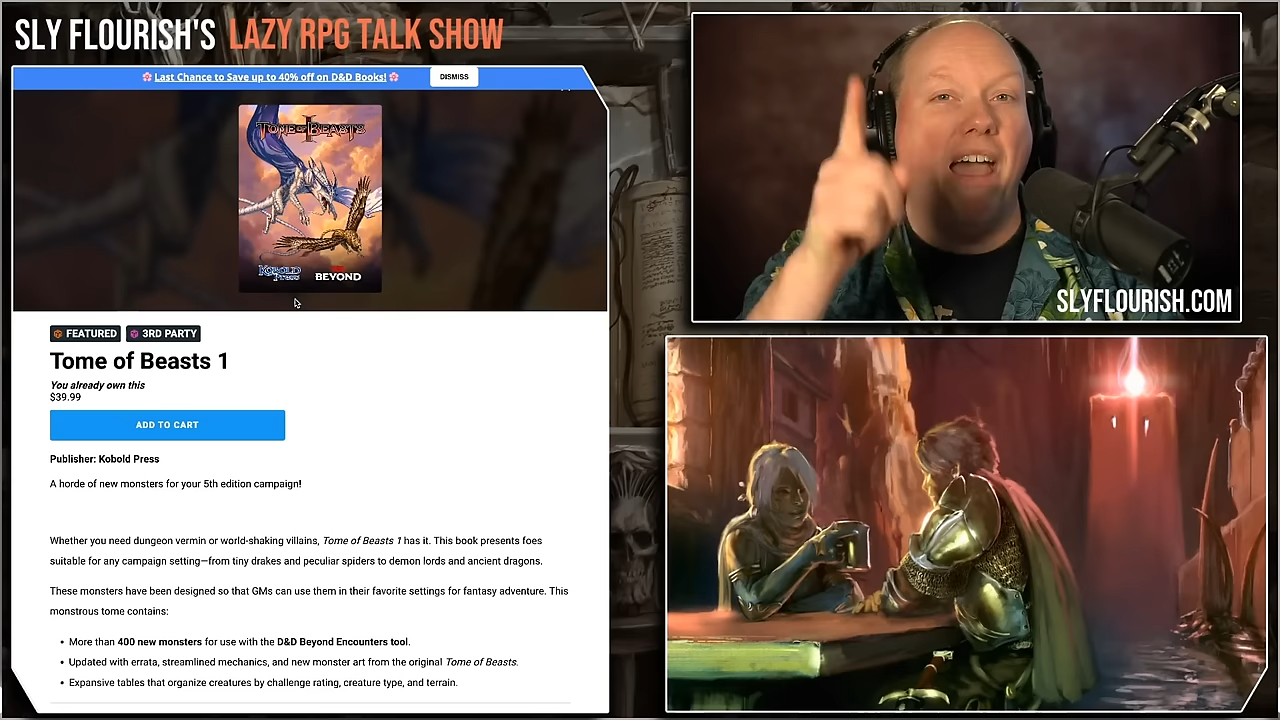 SLY FLOURISH'S LAZY RPG TALK SHOW
Last Chance to Save up to 40% off on D&D Books!
DISMISS
TOME OF BEASTS I
KOBOLD Press
BEYOND
FEATURED
3RD PARTY
Tome of Beasts 1
You already own this
$39.99
ADD TO CART
Publisher: Kobold Press
A horde of new monsters for your 5th edition campaign!
Whether you need dungeon vermin or world-shaking villains, Tome of Beasts 1 has it. This book presents foes
suitable for any campaign setting—from tiny drakes and peculiar spiders to demon lords and ancient dragons.
These monsters have been designed so that GMs can use them in their favorite settings for fantasy adventure. This
monstrous tome contains:
• More than 400 new monsters for use with the D&D Beyond Encounters tool.
• Updated with errata, streamlined mechanics, and new monster art from the original Tome of Beasts.
• Expansive tables that organize creatures by challenge rating, creature type, and terrain.
SLYFLOURISH.COM